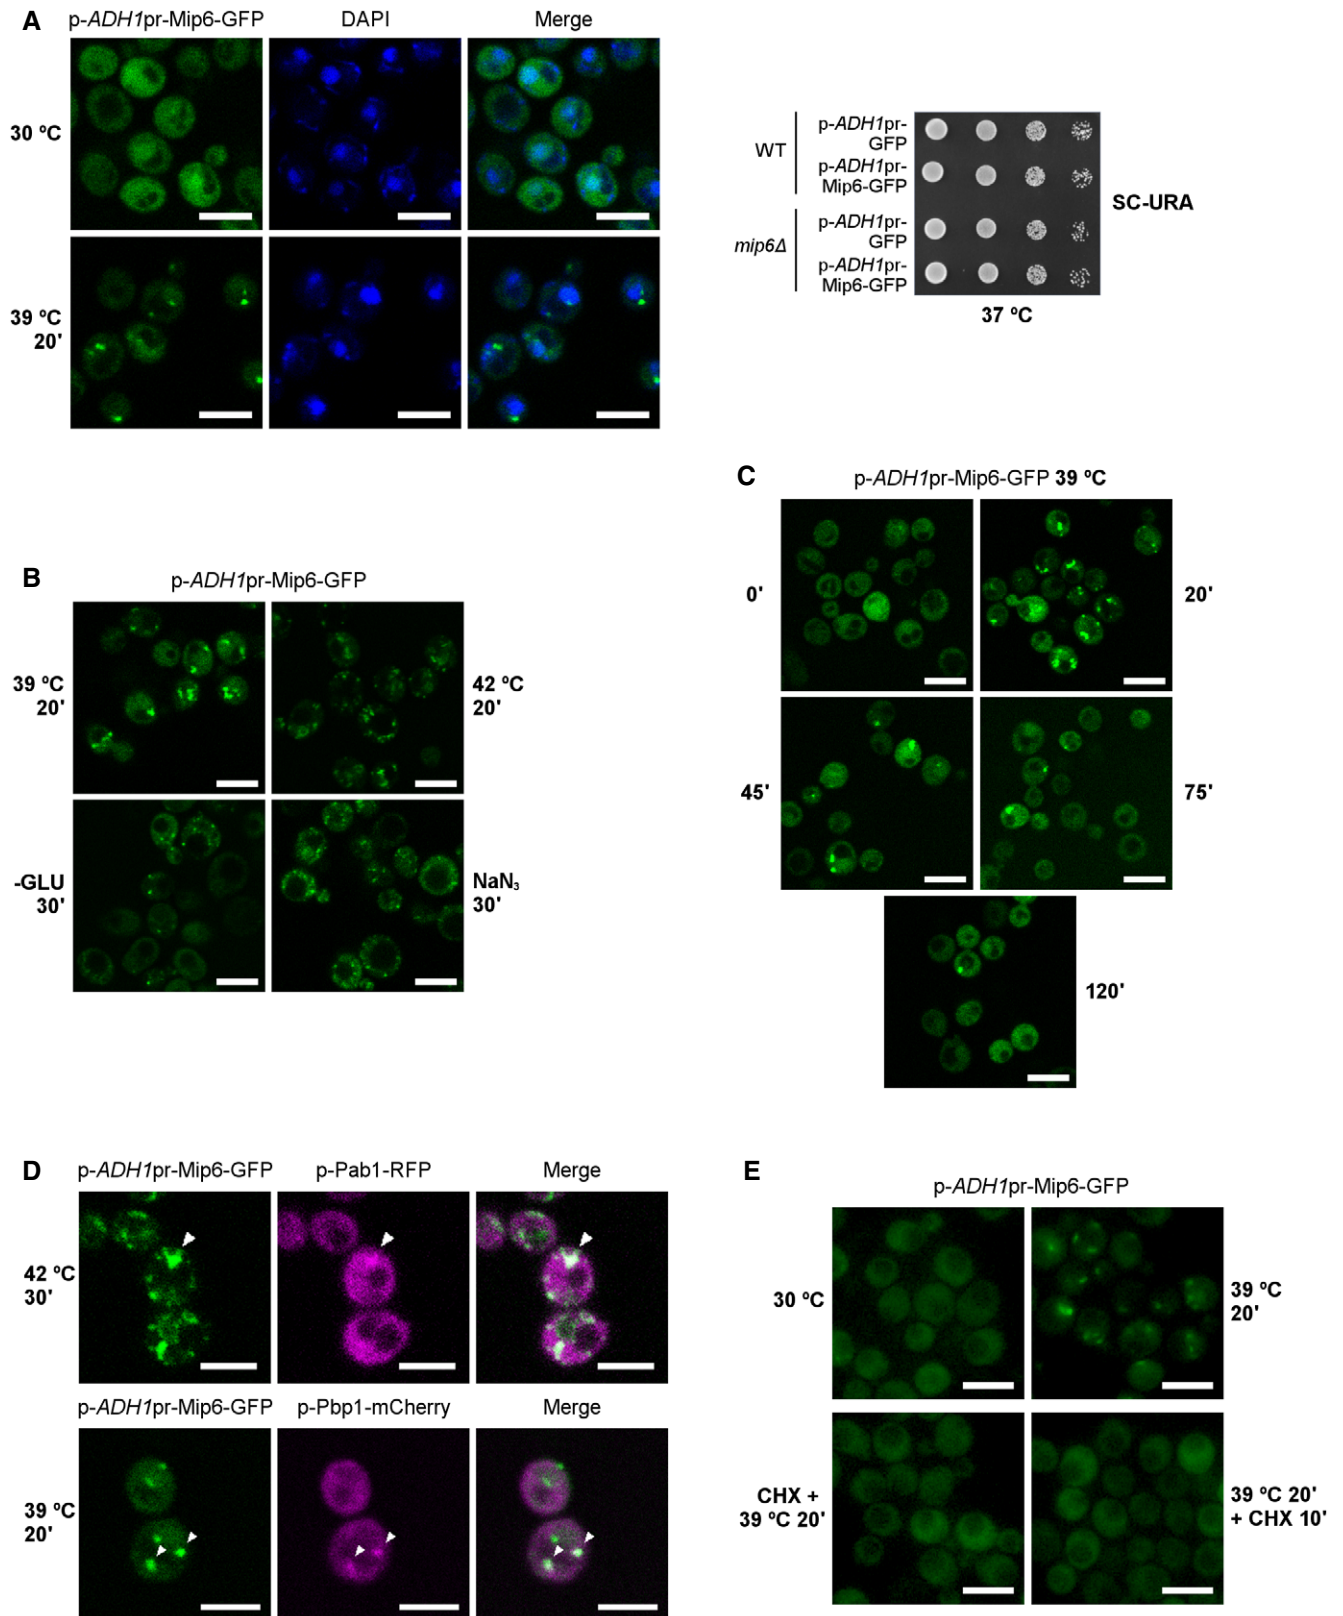 A
p-ADH1pr-Mip6-GFP
DAPI
Merge
30 ºC
39 ºC
20'
WT
p-ADH1pr-
GFP
p-ADH1pr-
Mip6-GFP
mip6Δ
p-ADH1pr-
GFP
p-ADH1pr-
Mip6-GFP
SC-URA
37 ºC
B
p-ADH1pr-Mip6-GFP
39 ºC
20'
42 ºC
20'
-GLU
30'
NaN₃
30'
C
p-ADH1pr-Mip6-GFP 39 ºC
0'
20'
45'
75'
120'
D
p-ADH1pr-Mip6-GFP
p-Pab1-RFP
Merge
42 ºC
30'
p-ADH1pr-Mip6-GFP
p-Pbp1-mCherry
Merge
39 ºC
20'
E
p-ADH1pr-Mip6-GFP
30 ºC
39 ºC
20'
CHX +
39 ºC 20'
39 ºC 20'
+ CHX 10'